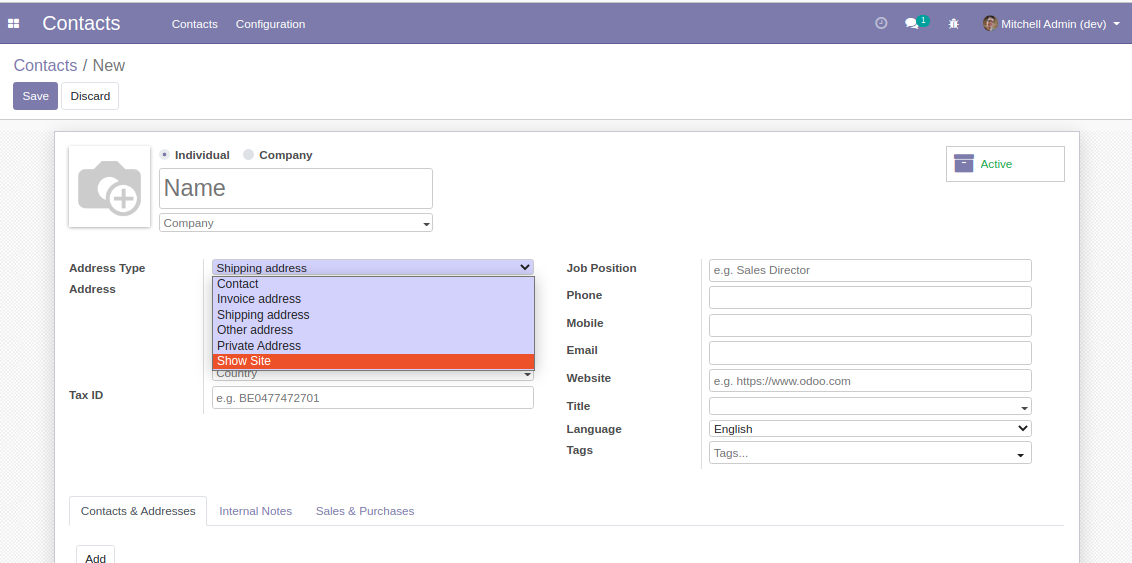 Contacts Contacts Configuration 1 Mitchell Admin (dev)
Contacts / New
Save Discard
Individual Company
Active
Name
Company
Address Type Shipping address
Address
Contact
Invoice address
Shipping address
Other address
Private Address
Show Site
Country
Tax ID e.g. BE0477472701
Job Position e.g. Sales Director
Phone
Mobile
Email
Website e.g. https://www.odoo.com
Title
Language English
Tags Tags...
Contacts & Addresses Internal Notes Sales & Purchases
Add